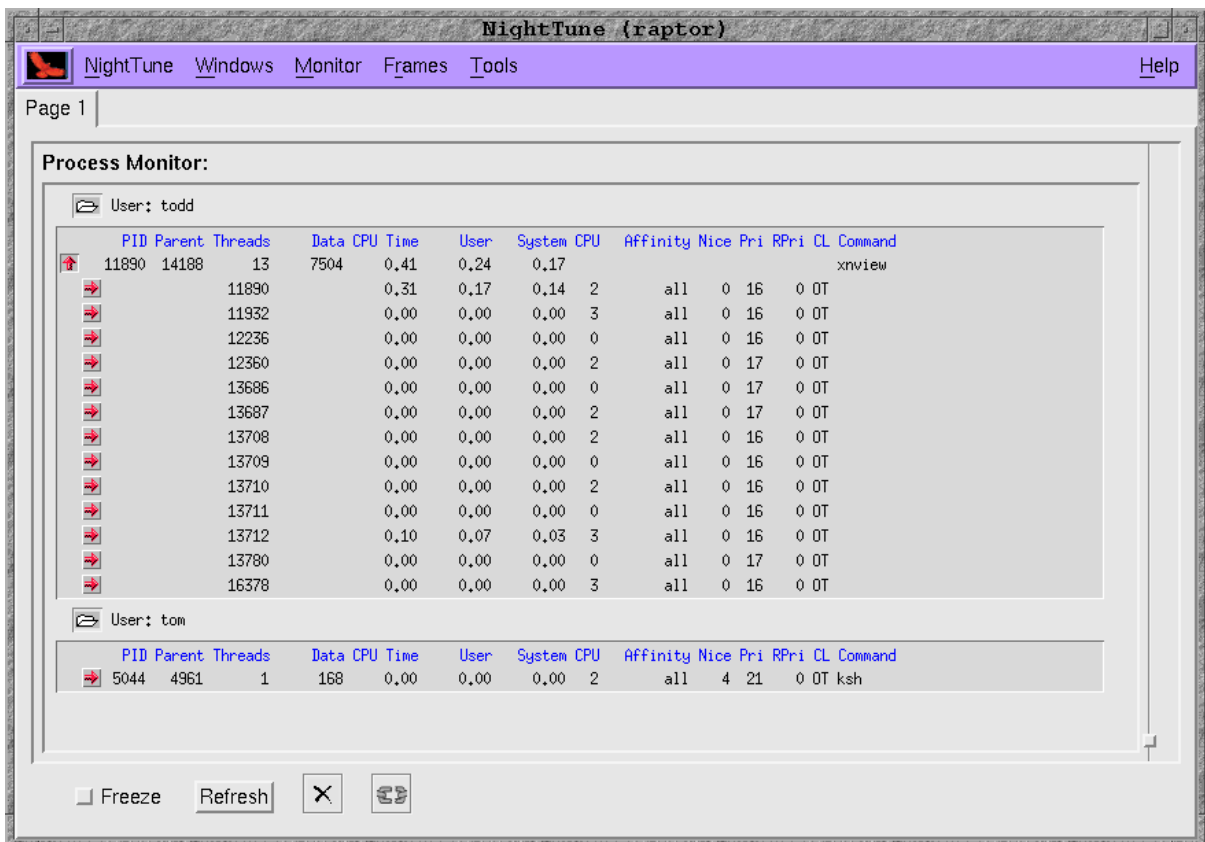 NightTune (raptor)
NightTune Windows Monitor Frames Tools Help
Page 1
Process Monitor:
User: todd
PID Parent Threads Data CPU Time User System CPU Affinity Nice Pri RPri CL Command
11890 14188 13 7504 0.41 0.24 0.17 xnview
11890 0.31 0.17 0.14 2 all 0 16 0 OT
11932 0.00 0.00 0.00 3 all 0 16 0 OT
12236 0.00 0.00 0.00 0 all 0 16 0 OT
12360 0.00 0.00 0.00 2 all 0 17 0 OT
13686 0.00 0.00 0.00 0 all 0 17 0 OT
13687 0.00 0.00 0.00 2 all 0 17 0 OT
13708 0.00 0.00 0.00 2 all 0 16 0 OT
13709 0.00 0.00 0.00 0 all 0 16 0 OT
13710 0.00 0.00 0.00 2 all 0 16 0 OT
13711 0.00 0.00 0.00 0 all 0 16 0 OT
13712 0.10 0.07 0.03 3 all 0 16 0 OT
13780 0.00 0.00 0.00 0 all 0 17 0 OT
16378 0.00 0.00 0.00 3 all 0 16 0 OT
User: tom
PID Parent Threads Data CPU Time User System CPU Affinity Nice Pri RPri CL Command
5044 4961 1 168 0.00 0.00 0.00 2 all 4 21 0 OT ksh
Freeze Refresh